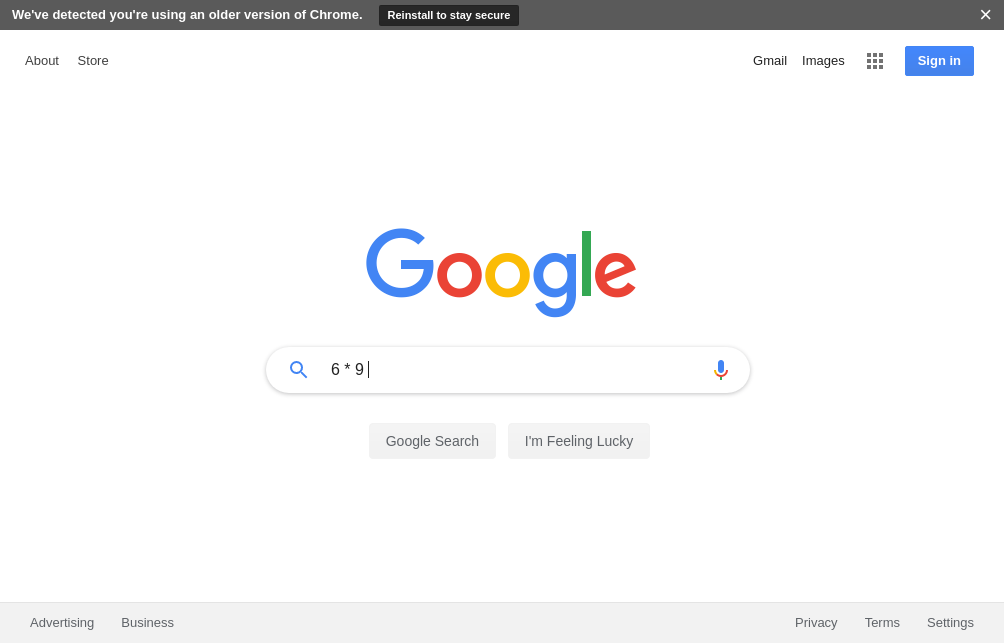 We've detected you're using an older version of Chrome. Reinstall to stay secure
About Store Gmail Images Sign in
Google
6 * 9
Google Search I'm Feeling Lucky
Advertising Business Privacy Terms Settings